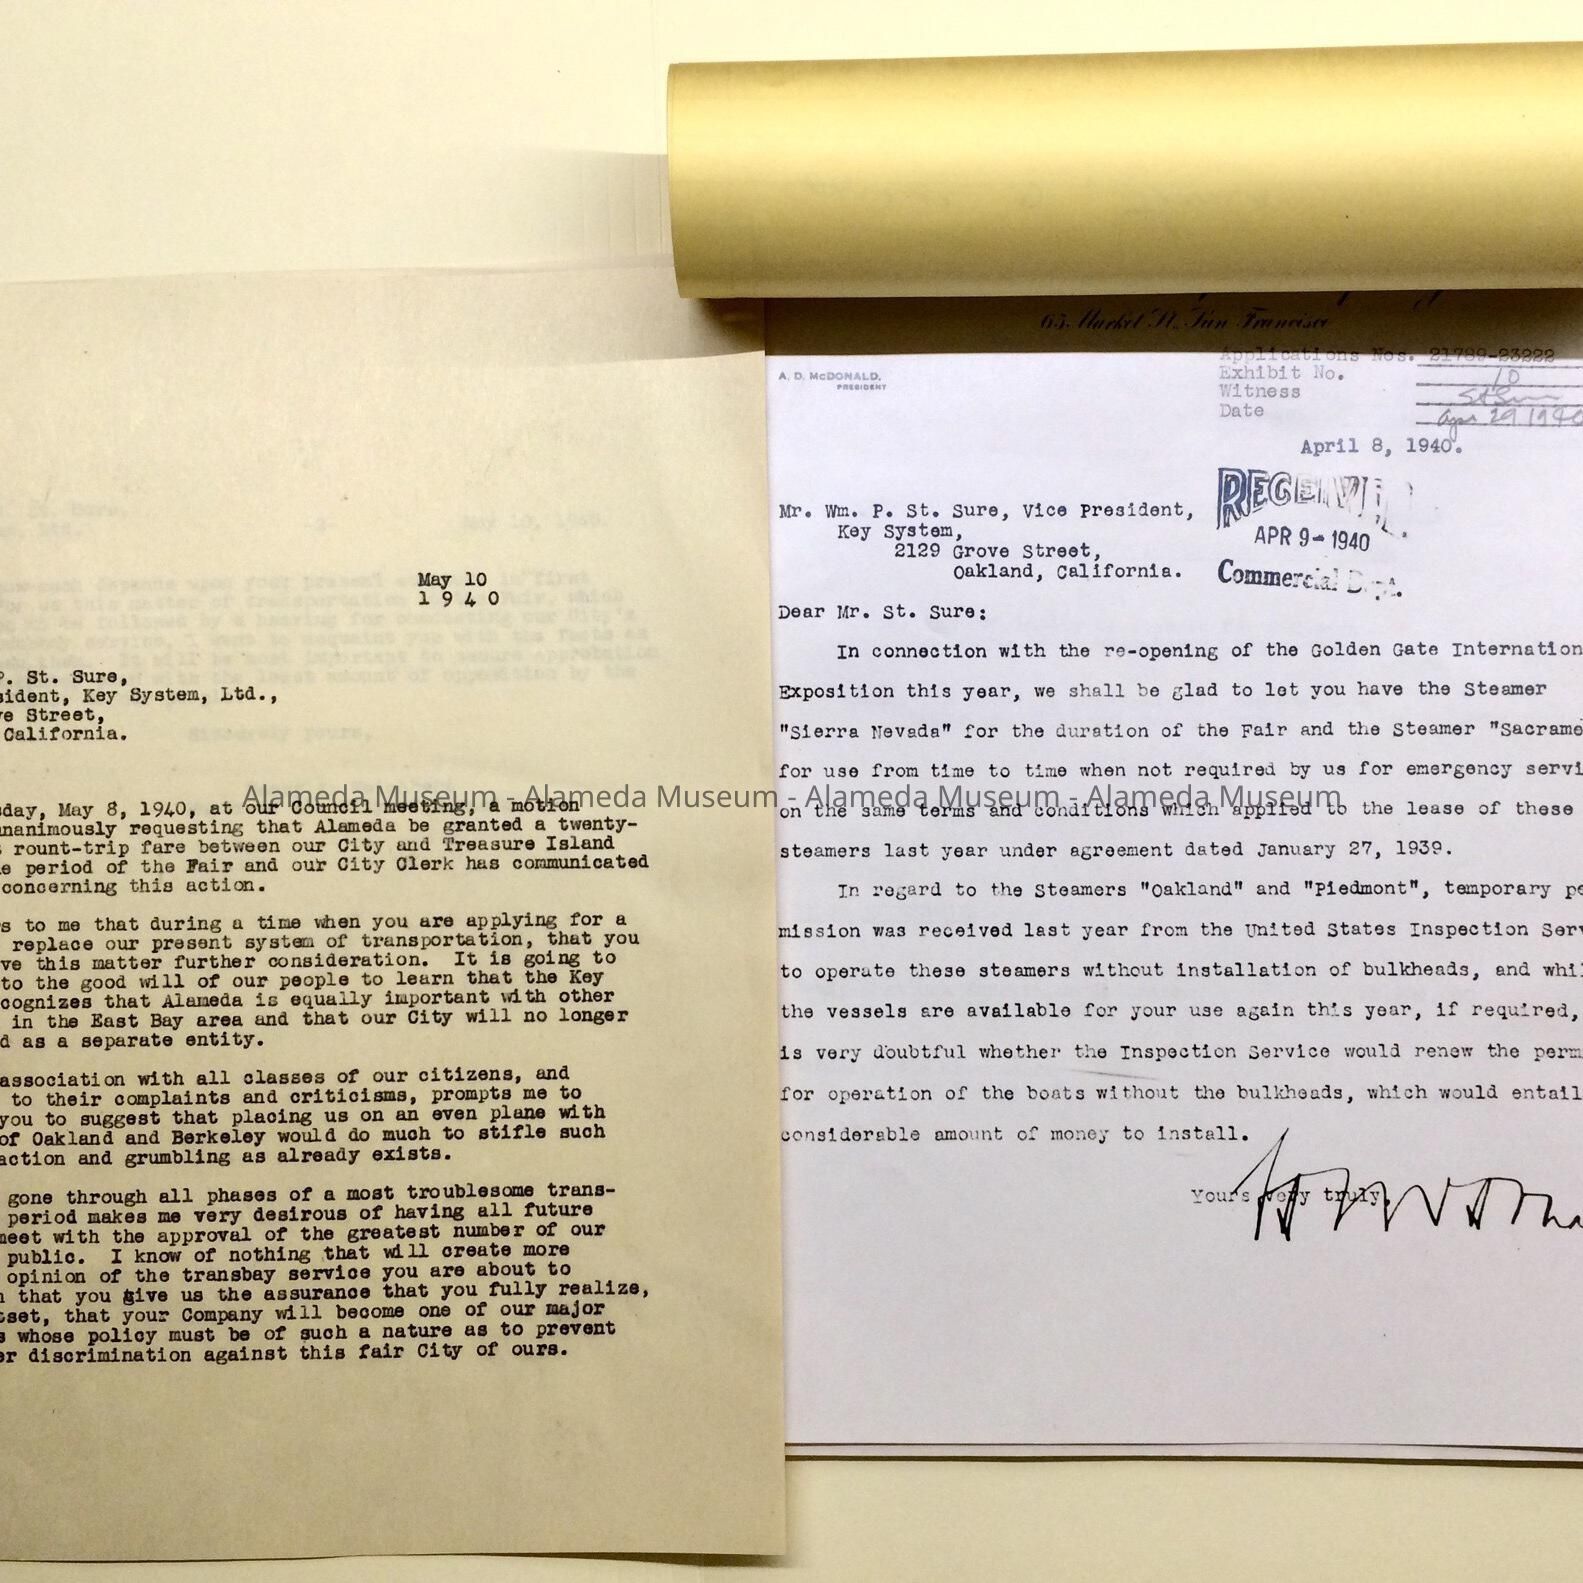 May 10
1940
P. St. Sure,
sident, Key System, Ltd.,
ve Street,
California.
day, May 8, 1940, at our Council meeting, a motion
nanimously requesting that Alameda be granted a twenty-
s rount-trip fare between our City and Treasure Island
e period of the Fair and our City Clerk has communicated
concerning this action.
rs to me that during a time when you are applying for a
replace our present system of transportation, that you
ve this matter further consideration. It is going to
to the good will of our people to learn that the Key
cognizes that Alameda is equally important with other
in the East Bay area and that our City will no longer
d as a separate entity.
association with all classes of our citizens, and
to their complaints and criticisms, prompts me to
you to suggest that placing us on an even plane with
of Oakland and Berkeley would do much to stifle such
action and grumbling as already exists.
gone through all phases of a most troublesome trans-
period makes me very desirous of having all future
meet with the approval of the greatest number of our
public. I know of nothing that will create more
opinion of the transbay service you are about to
n that you give us the assurance that you fully realize,
tset, that your Company will become one of our major
s whose policy must be of such a nature as to prevent
er discrimination against this fair City of ours.
65 Market St. San Francisco
A. D. McDONALD,
PRESIDENT
Applications Nos. 21789-23222
Exhibit No. 10
Witness St Sure
Date Apr 29 1940
April 8, 1940.
RECEIVED
APR 9-1940
Commercial Dept.
Mr. Wm. P. St. Sure, Vice President,
Key System,
2129 Grove Street,
Oakland, California.
Dear Mr. St. Sure:
In connection with the re-opening of the Golden Gate Internation
Exposition this year, we shall be glad to let you have the Steamer
"Sierra Nevada" for the duration of the Fair and the Steamer "Sacrame
for use from time to time when not required by us for emergency servi
on the same terms and conditions which applied to the lease of these
steamers last year under agreement dated January 27, 1939.
In regard to the Steamers "Oakland" and "Piedmont", temporary pe
mission was received last year from the United States Inspection Serv
to operate these steamers without installation of bulkheads, and whil
the vessels are available for your use again this year, if required,
is very doubtful whether the Inspection Service would renew the perm
for operation of the boats without the bulkheads, which would entail
considerable amount of money to install.
Yours very truly,
Alameda Museum - Alameda Museum - Alameda Museum - Alameda Museum